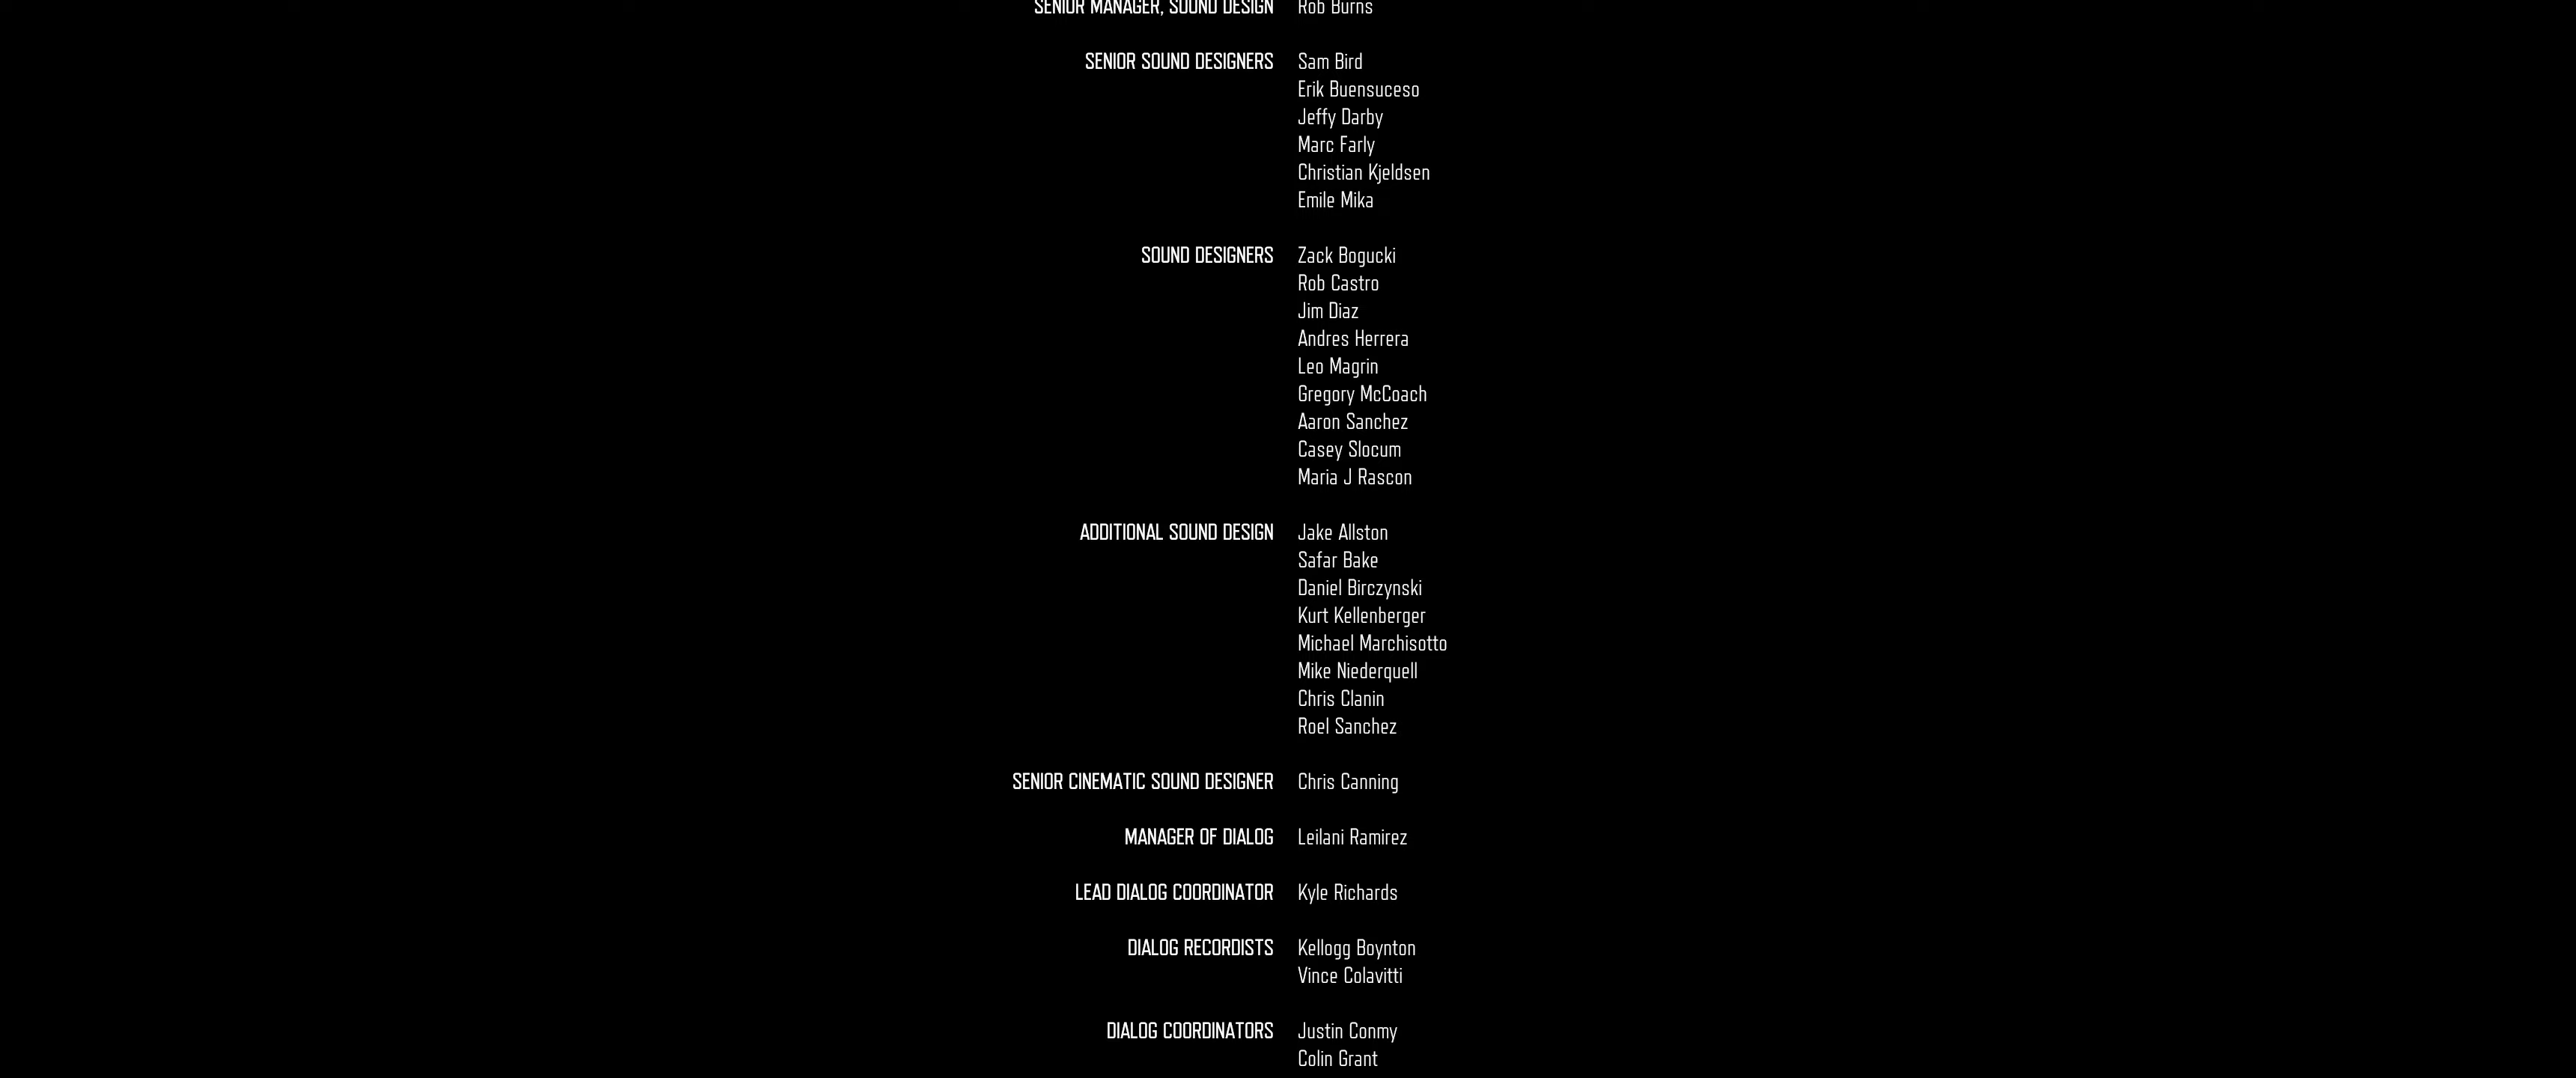 SENIOR MANAGER, SOUND DESIGN Rob Burns
SENIOR SOUND DESIGNERS Sam Bird
Erik Buensuceso
Jeffy Darby
Marc Farly
Christian Kjeldsen
Emile Mika
SOUND DESIGNERS Zack Bogucki
Rob Castro
Jim Diaz
Andres Herrera
Leo Magrin
Gregory McCoach
Aaron Sanchez
Casey Slocum
Maria J Rascon
ADDITIONAL SOUND DESIGN Jake Allston
Safar Bake
Daniel Birczynski
Kurt Kellenberger
Michael Marchisotto
Mike Niederquell
Chris Clanin
Roel Sanchez
SENIOR CINEMATIC SOUND DESIGNER Chris Canning
MANAGER OF DIALOG Leilani Ramirez
LEAD DIALOG COORDINATOR Kyle Richards
DIALOG RECORDISTS Kellogg Boynton
Vince Colavitti
DIALOG COORDINATORS Justin Conmy
Colin Grant